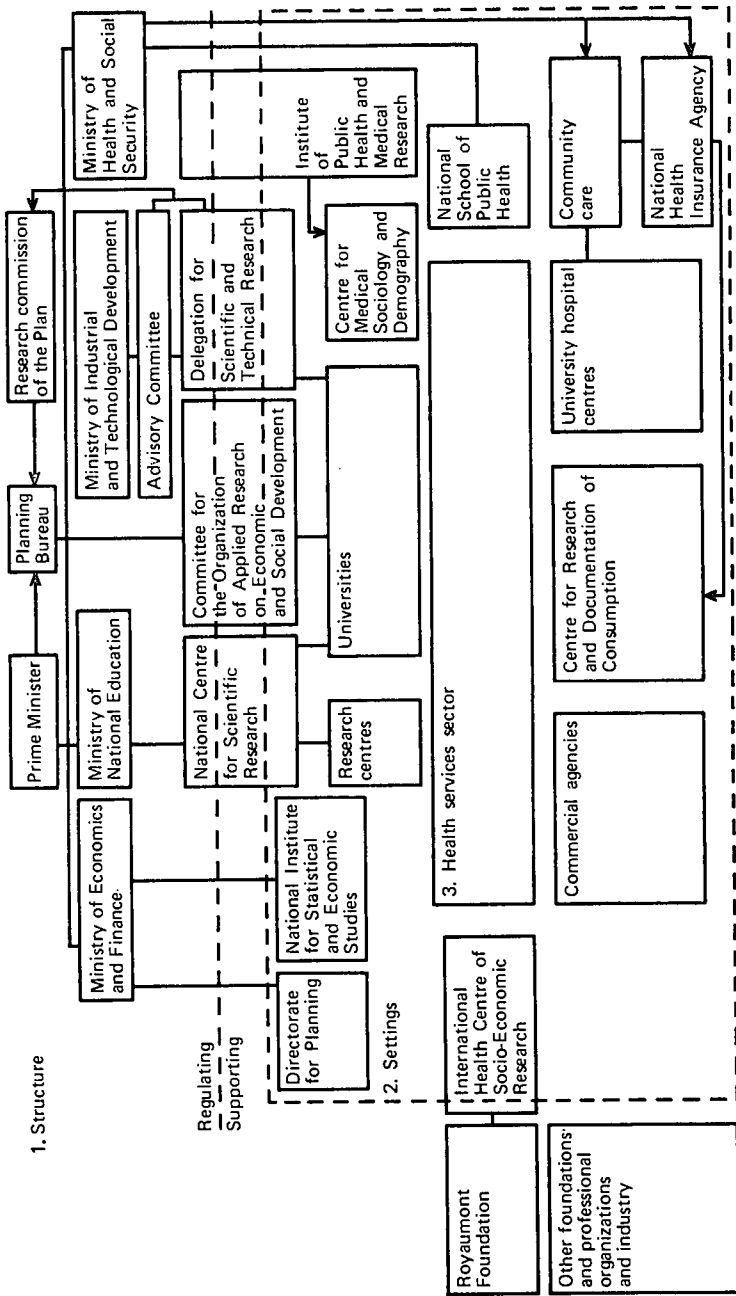 1. Structure
Prime Minister
Planning
Bureau
Research commission
of the Plan
Ministry of Economics
and Finance
Ministry of
National Education
Ministry of Industrial
and Technological Development
Ministry of
Health and Social
Security
Advisory Committee
Regulating
Supporting
National Centre
for Scientific
Research
Committee for
the Organization
of Applied Research
on Economic
and Social Development
Delegation for
Scientific and
Technical Research
Institute
of
Public Health
and Medical
Research
Directorate
for Planning
National Institute
for Statistical
and Economic
Studies
Research
centres
Universities
Centre for
Medical
Sociology and
Demography
2. Settings
3. Health services sector
National
School of
Public
Health
International
Health Centre of
Socio-Economic
Research
Royaumont
Foundation
Other foundations
and professional
organizations
and industry
Commercial agencies
Centre for Research
and Documentation of
Consumption
University hospital
centres
Community
care
National
Health
Insurance Agency